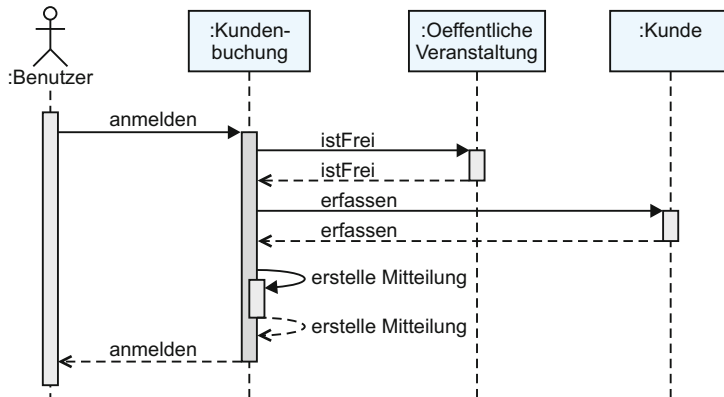 :Benutzer
:Kunden-
buchung
:Oeffentliche
Veranstaltung
:Kunde
anmelden
istFrei
istFrei
erfassen
erfassen
erstelle Mitteilung
erstelle Mitteilung
anmelden